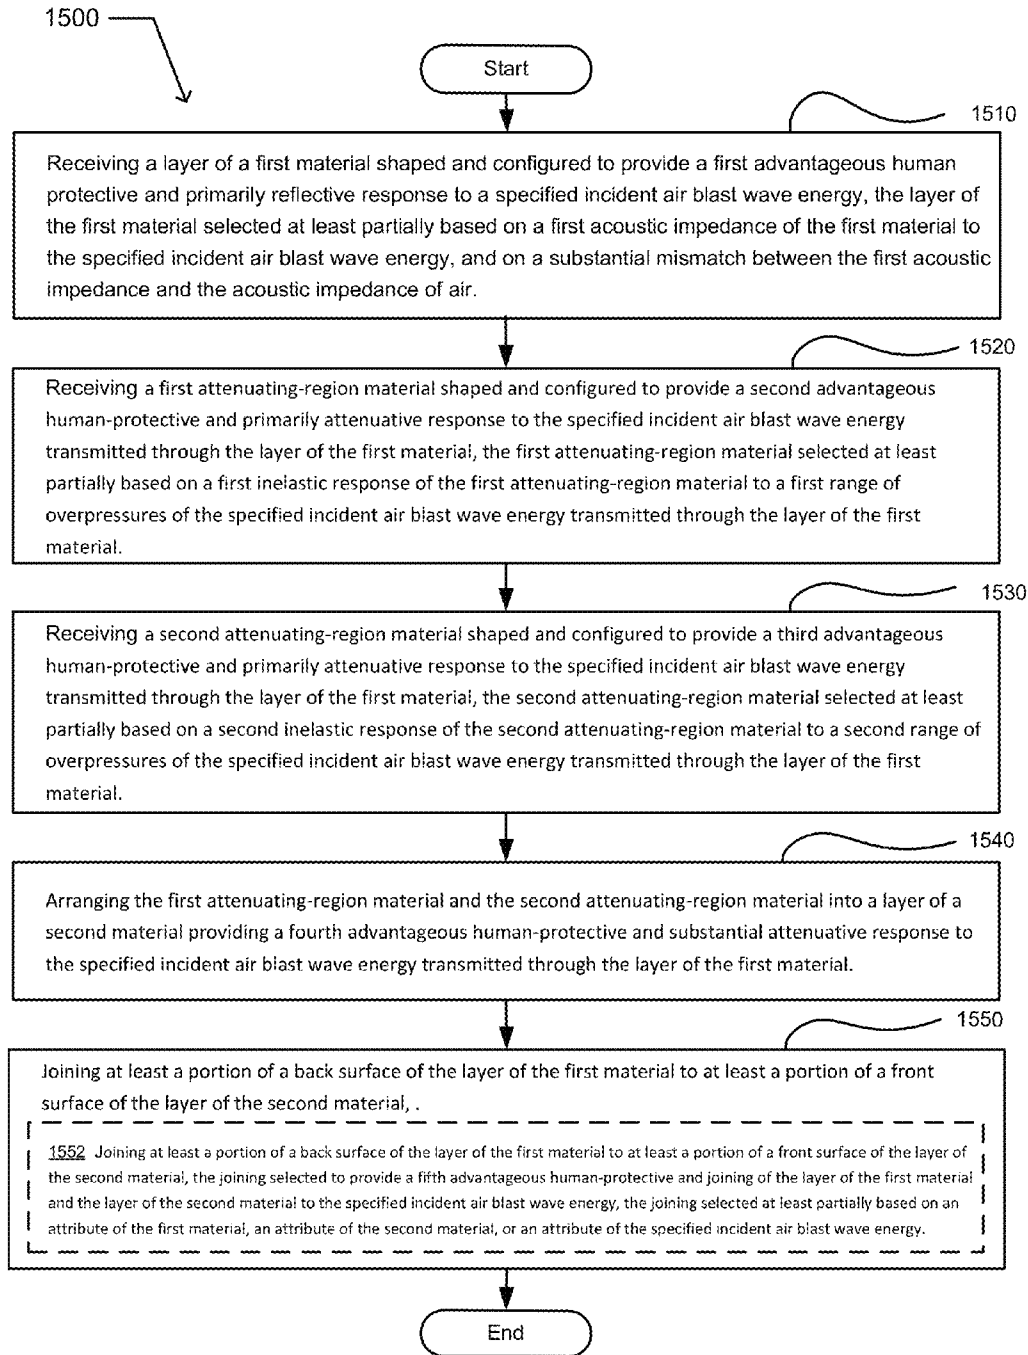 1500
Start
1510
Receiving a layer of a first material shaped and configured to provide a first advantageous human
protective and primarily reflective response to a specified incident air blast wave energy, the layer of
the first material selected at least partially based on a first acoustic impedance of the first material to
the specified incident air blast wave energy, and on a substantial mismatch between the first acoustic
impedance and the acoustic impedance of air.
1520
Receiving a first attenuating-region material shaped and configured to provide a second advantageous
human-protective and primarily attenuative response to the specified incident air blast wave energy
transmitted through the layer of the first material, the first attenuating-region material selected at least
partially based on a first inelastic response of the first attenuating-region material to a first range of
overpressures of the specified incident air blast wave energy transmitted through the layer of the first
material.
1530
Receiving a second attenuating-region material shaped and configured to provide a third advantageous
human-protective and primarily attenuative response to the specified incident air blast wave energy
transmitted through the layer of the first material, the second attenuating-region material selected at least
partially based on a second inelastic response of the second attenuating-region material to a second range of
overpressures of the specified incident air blast wave energy transmitted through the layer of the first
material.
1540
Arranging the first attenuating-region material and the second attenuating-region material into a layer of a
second material providing a fourth advantageous human-protective and substantial attenuative response to
the specified incident air blast wave energy transmitted through the layer of the first material.
1550
Joining at least a portion of a back surface of the layer of the first material to at least a portion of a front
surface of the layer of the second material, .
1552 Joining at least a portion of a back surface of the layer of the first material to at least a portion of a front surface of the layer of
the second material, the joining selected to provide a fifth advantageous human-protective and joining of the layer of the first material
and the layer of the second material to the specified incident air blast wave energy, the joining selected at least partially based on an
attribute of the first material, an attribute of the second material, or an attribute of the specified incident air blast wave energy.
End